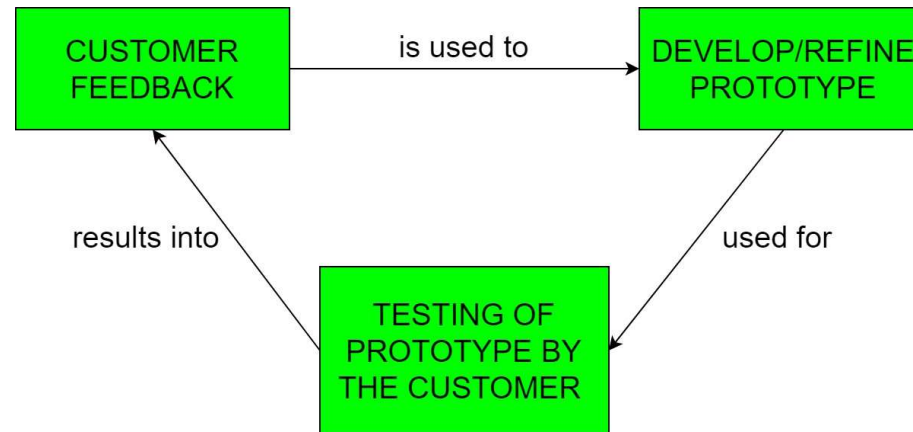 CUSTOMER
FEEDBACK
is used to
DEVELOP/REFINE
PROTOTYPE
used for
TESTING OF
PROTOTYPE BY
THE CUSTOMER
results into